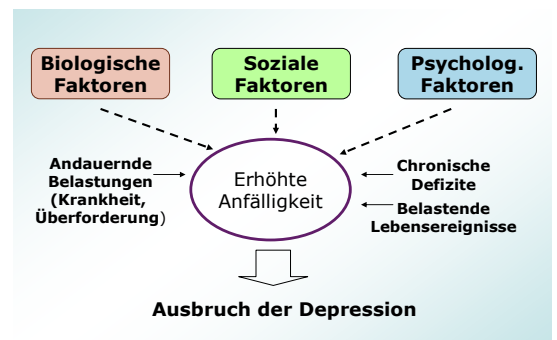 Biologische
Faktoren
Soziale
Faktoren
Psycholog.
Faktoren
Andauernde
Belastungen
(Krankheit,
Überforderung)
Erhöhte
Anfälligkeit
Chronische
Defizite
Belastende
Lebensereignisse
Ausbruch der Depression